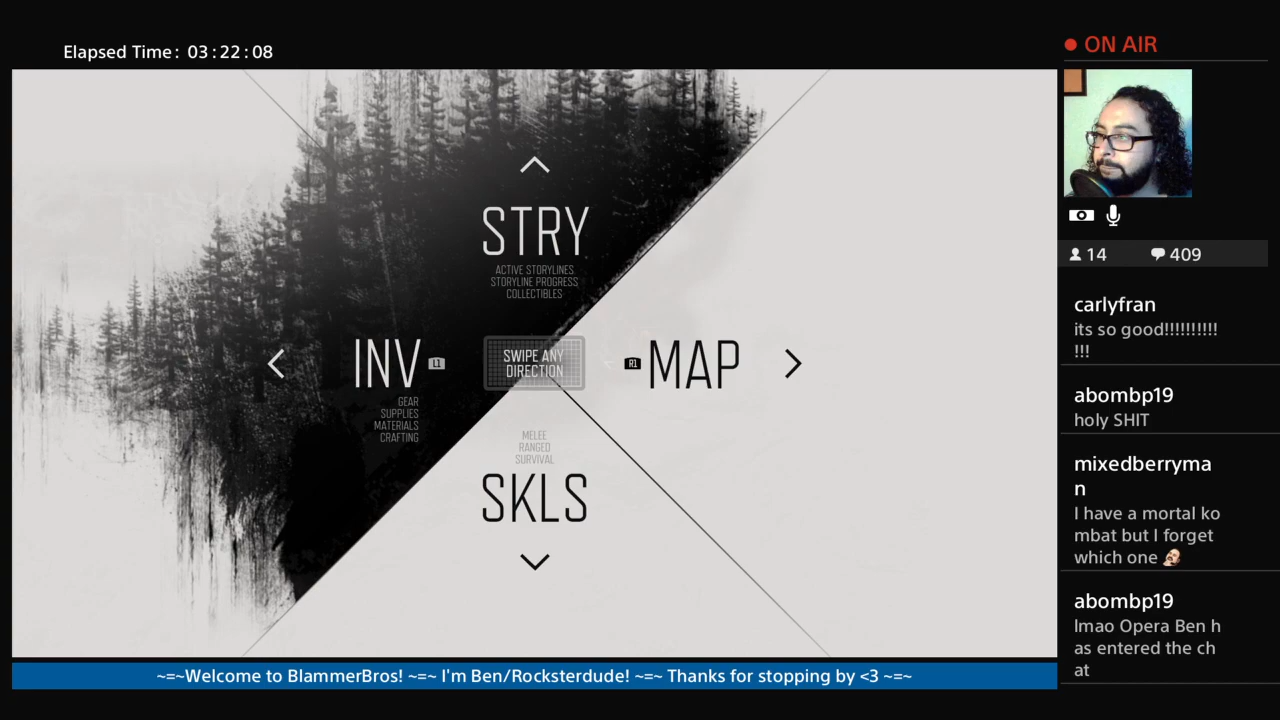 Elapsed Time: 03:22:08
ON AIR
STRY
ACTIVE STORYLINES
STORYLINE PROGRESS
COLLECTIBLES
INV L1
SWIPE ANY
DIRECTION
R1 MAP
GEAR
SUPPLIES
MATERIALS
CRAFTING
MELEE
RANGED
SURVIVAL
SKLS
14 409
carlyfran
its so good!!!!!!!!!!
!!!
abombp19
holy SHIT
mixedberryma
n
I have a mortal ko
mbat but I forget
which one
abombp19
lmao Opera Ben h
as entered the ch
at
~=~Welcome to BlammerBros! ~=~ I'm Ben/Rocksterdude! ~=~ Thanks for stopping by <3 ~=~